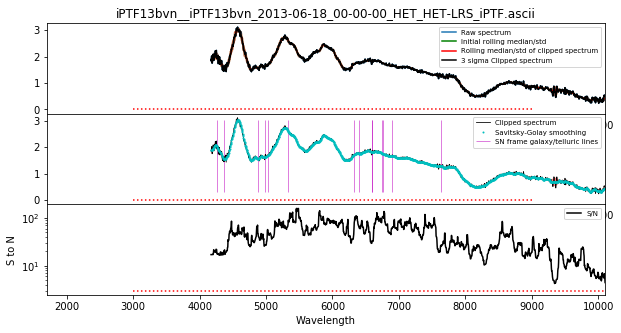 iPTF13bvn__iPTF13bvn_2013-06-18_00-00-00_HET_HET-LRS_iPTF.ascii
3
2
1
0
Raw spectrum
Initial rolling median/std
Rolling median/std of clipped spectrum
3 sigma Clipped spectrum
3
2
1
0
Clipped spectrum
Savitsky-Golay smoothing
SN frame galaxy/telluric lines
S to N
10²
10¹
S/N
2000 3000 4000 5000 6000 7000 8000 9000 10000
Wavelength